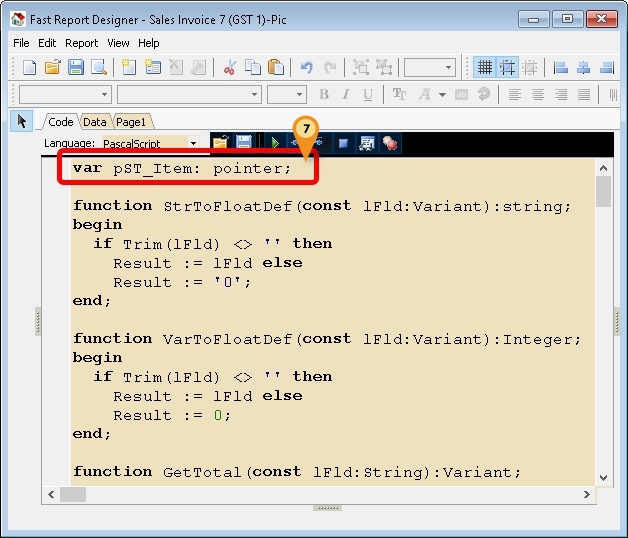 Fast Report Designer - Sales Invoice 7 (GST 1)-Pic
File Edit Report View Help
B I U
Code Data Page1
Language: PascalScript
7
var pST_Item: pointer;
function StrToFloatDef(const lFld:Variant):string;
begin
if Trim(lFld) <> '' then
Result := lFld else
Result := '0';
end;
function VarToFloatDef(const lFld:Variant):Integer;
begin
if Trim(lFld) <> '' then
Result := lFld else
Result := 0;
end;
function GetTotal(const lFld:String):Variant;